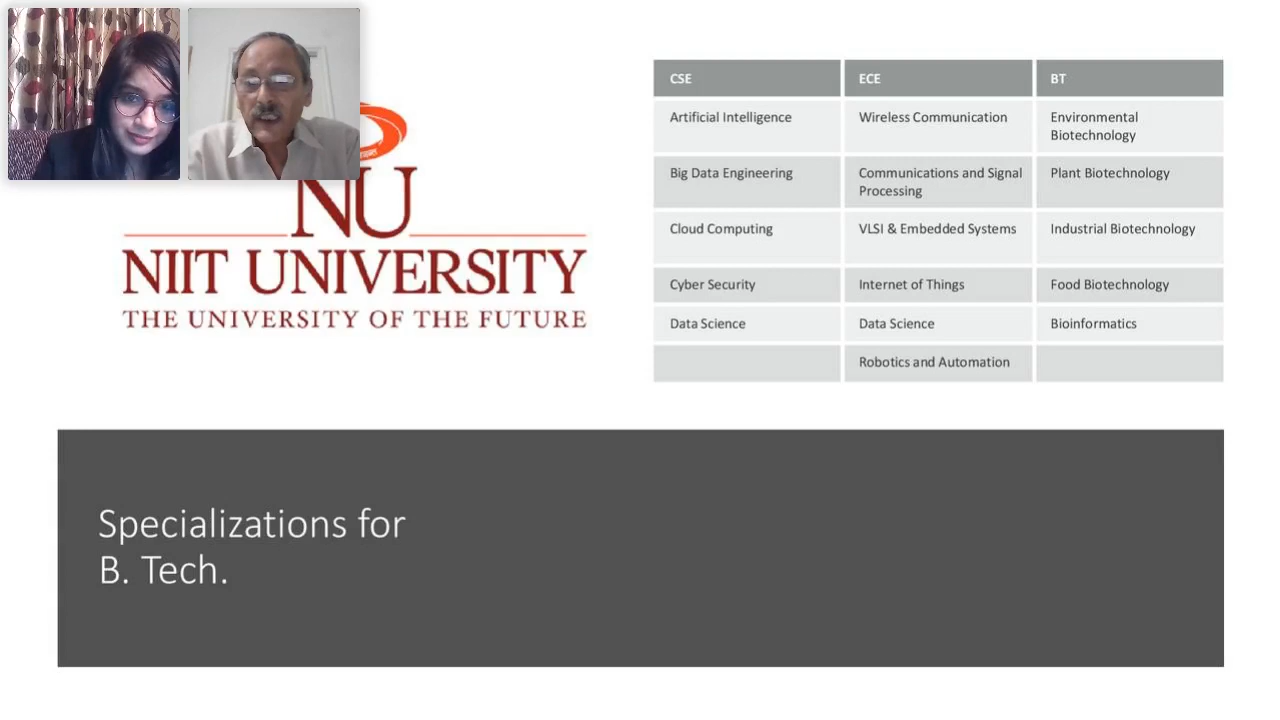 NU
NIIT UNIVERSITY
THE UNIVERSITY OF THE FUTURE
CSE ECE BT
Artificial Intelligence Wireless Communication Environmental
Biotechnology
Big Data Engineering Communications and Signal Plant Biotechnology
Processing
Cloud Computing VLSI & Embedded Systems Industrial Biotechnology
Cyber Security Internet of Things Food Biotechnology
Data Science Data Science Bioinformatics
Robotics and Automation
Specializations for
B. Tech.